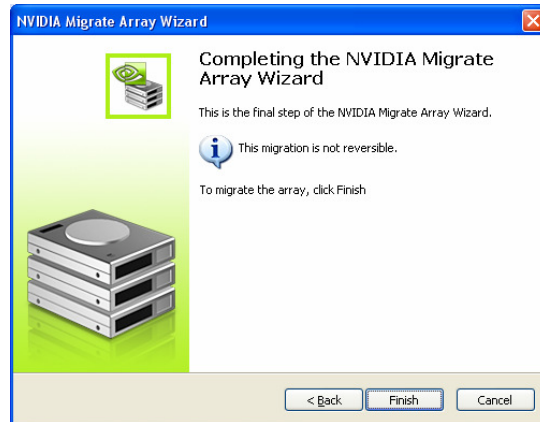 NVIDIA Migrate Array Wizard
Completing the NVIDIA Migrate
Array Wizard
This is the final step of the NVIDIA Migrate Array Wizard.
This migration is not reversible.
To migrate the array, click Finish
< Back
Finish
Cancel